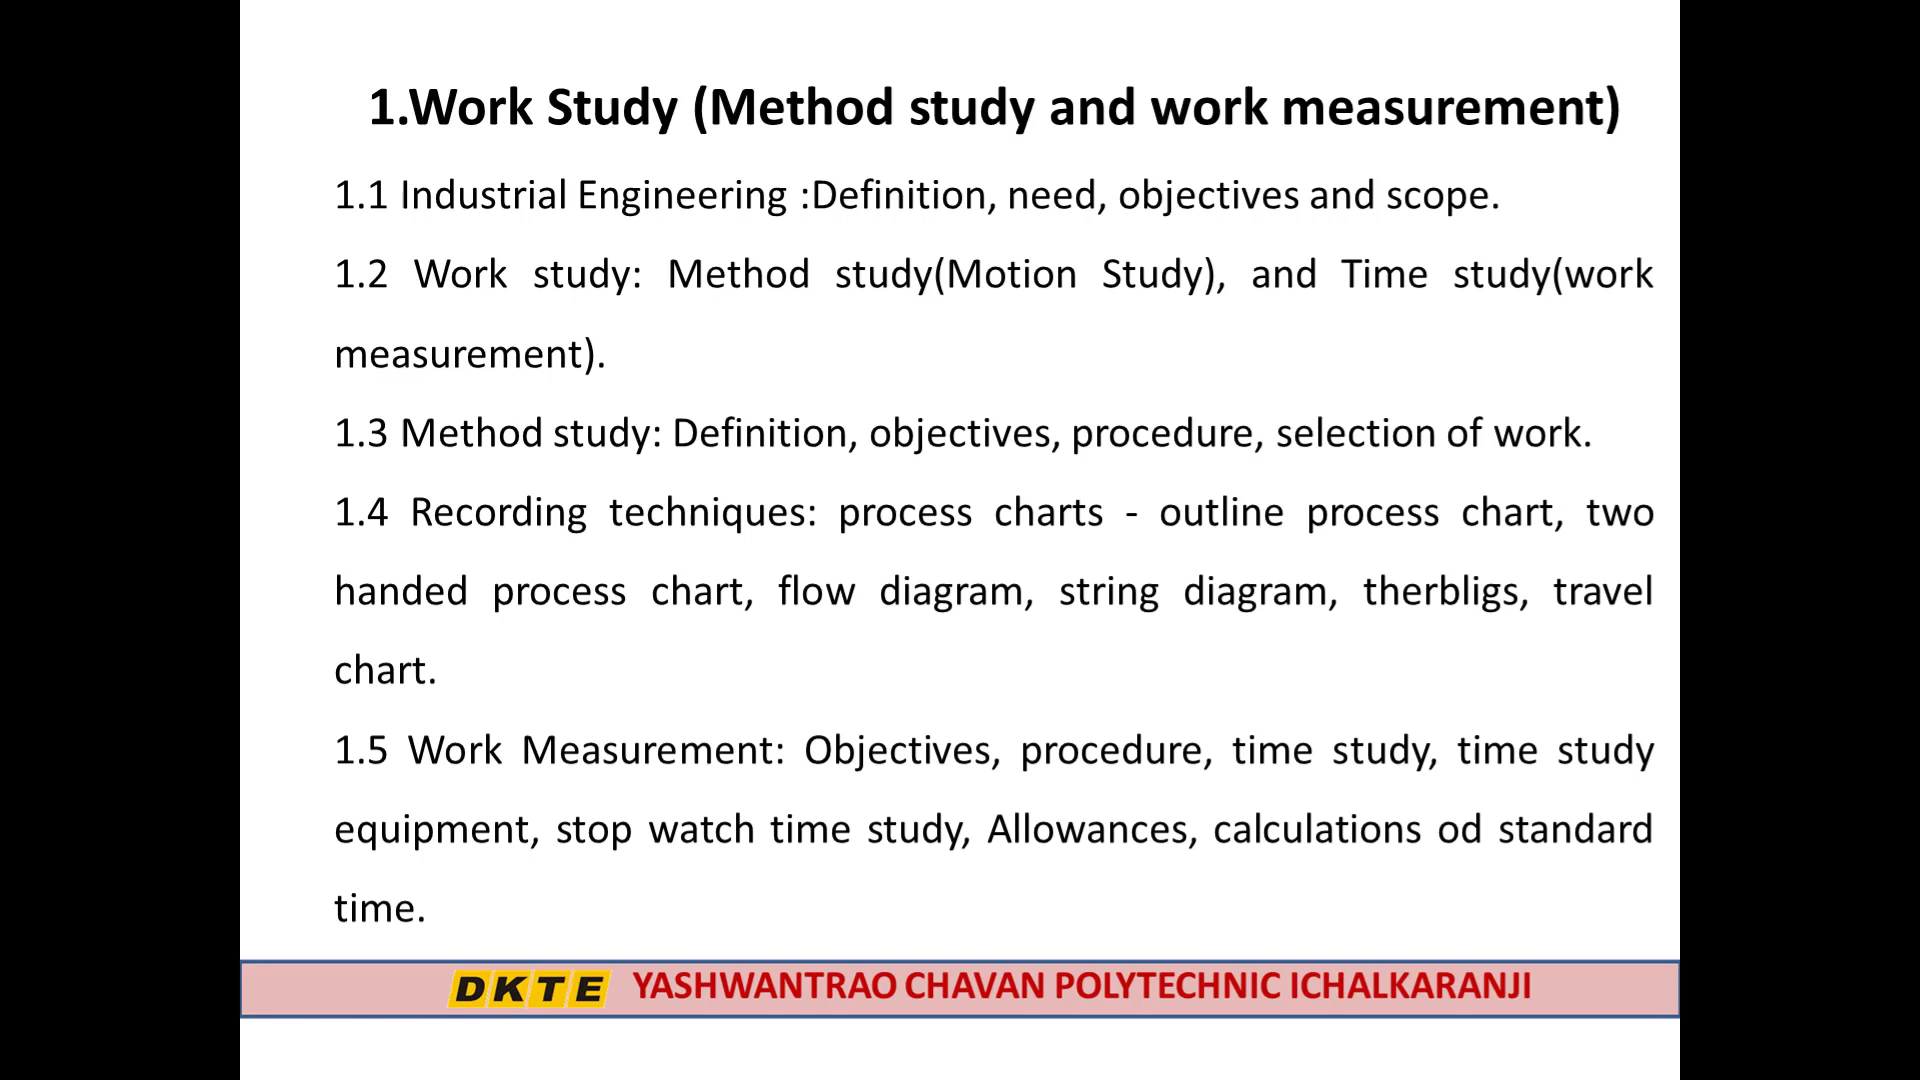 1.Work Study (Method study and work measurement)
1.1 Industrial Engineering :Definition, need, objectives and scope.
1.2 Work study: Method study(Motion Study), and Time study(work
measurement).
1.3 Method study: Definition, objectives, procedure, selection of work.
1.4 Recording techniques: process charts - outline process chart, two
handed process chart, flow diagram, string diagram, therbligs, travel
chart.
1.5 Work Measurement: Objectives, procedure, time study, time study
equipment, stop watch time study, Allowances, calculations od standard
time.
DKTE YASHWANTRAO CHAVAN POLYTECHNIC ICHALKARANJI